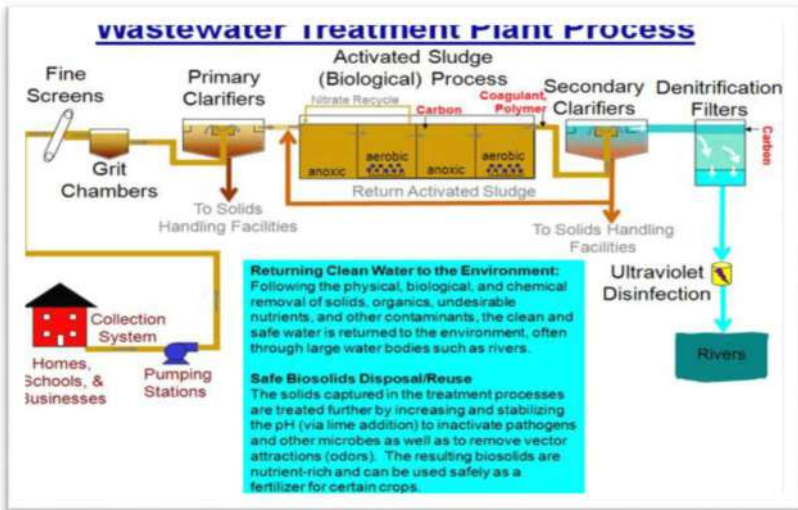 Wastewater Treatment Plant Process
Fine
Screens
Grit
Chambers
Primary
Clarifiers
Activated Sludge
(Biological) Process
Nitrate Recycle
Carbon
Coagulant,
Polymer
Secondary
Clarifiers
Denitrification
Filters
Carbon
anoxic
aerobic
anoxic
aerobic
Return Activated Sludge
To Solids
Handling Facilities
To Solids Handling
Facilities
Ultraviolet
Disinfection
Rivers
Collection
System
Homes,
Schools, &
Businesses
Pumping
Stations
Returning Clean Water to the Environment:
Following the physical, biological, and chemical
removal of solids, organics, undesirable
nutrients, and other contaminants, the clean and
safe water is returned to the environment, often
through large water bodies such as rivers.
Safe Biosolids Disposal/Reuse
The solids captured in the treatment processes
are treated further by increasing and stabilizing
the pH (via lime addition) to inactivate pathogens
and other microbes as well as to remove vector
attractions (odors). The resulting biosolids are
nutrient-rich and can be used safely as a
fertilizer for certain crops.